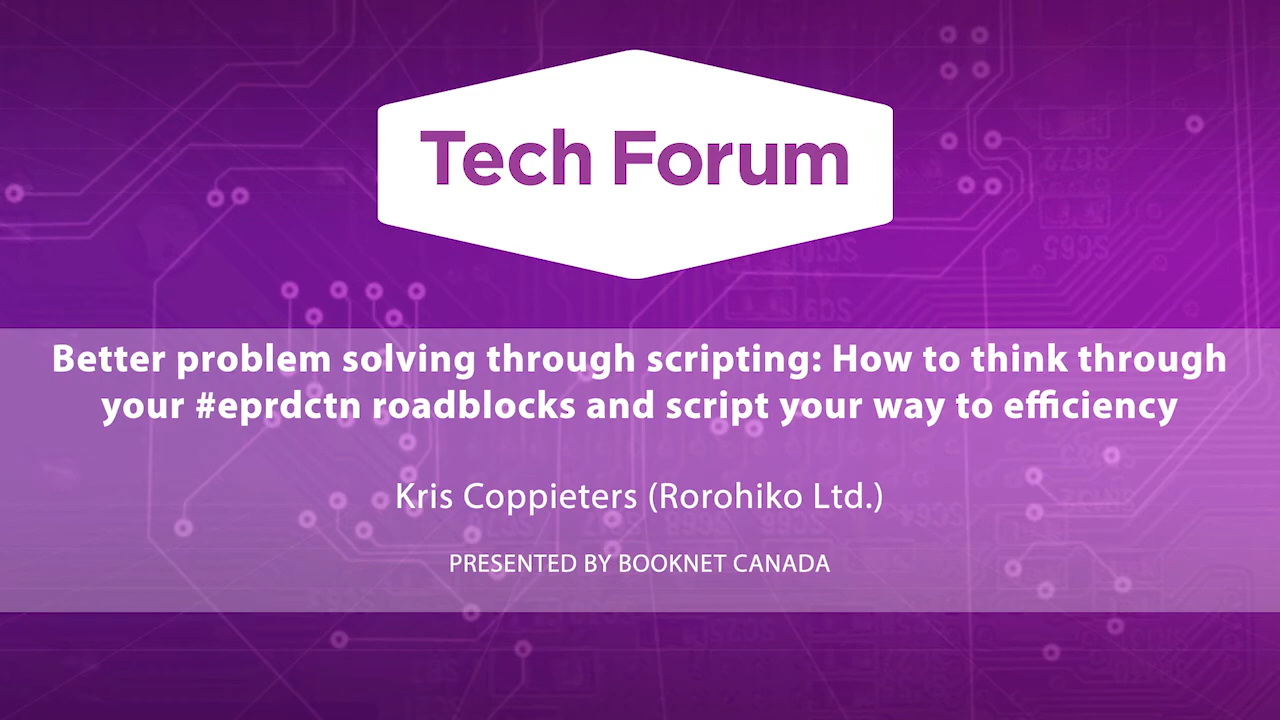 Tech Forum
Better problem solving through scripting: How to think through
your #eprdctn roadblocks and script your way to efficiency
Kris Coppieters (Rorohiko Ltd.)
PRESENTED BY BOOKNET CANADA